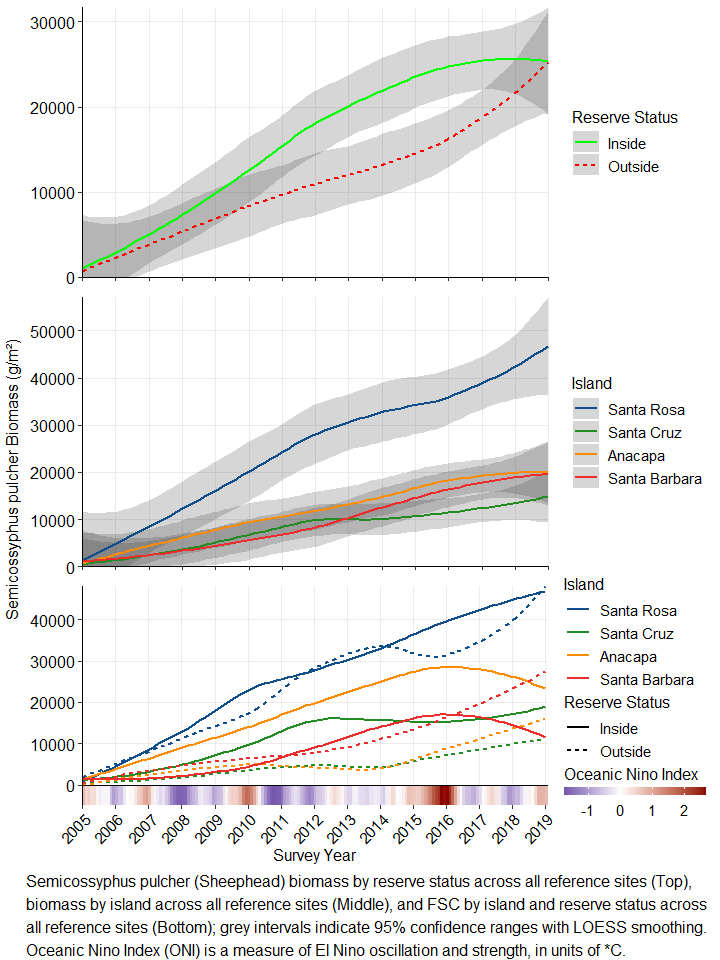 30000
20000
10000
0
Reserve Status
Inside
Outside
Semicossyphus pulcher Biomass (g/m²)
50000
40000
30000
20000
10000
0
Island
Santa Rosa
Santa Cruz
Anacapa
Santa Barbara
40000
30000
20000
10000
0
Island
Santa Rosa
Santa Cruz
Anacapa
Santa Barbara
Reserve Status
Inside
Outside
Oceanic Nino Index
-1 0 1 2
2005 2006 2007 2008 2009 2010 2011 2012 2013 2014 2015 2016 2017 2018 2019
Survey Year
Semicossyphus pulcher (Sheephead) biomass by reserve status across all reference sites (Top),
biomass by island across all reference sites (Middle), and FSC by island and reserve status across
all reference sites (Bottom); grey intervals indicate 95% confidence ranges with LOESS smoothing.
Oceanic Nino Index (ONI) is a measure of El Nino oscillation and strength, in units of *C.